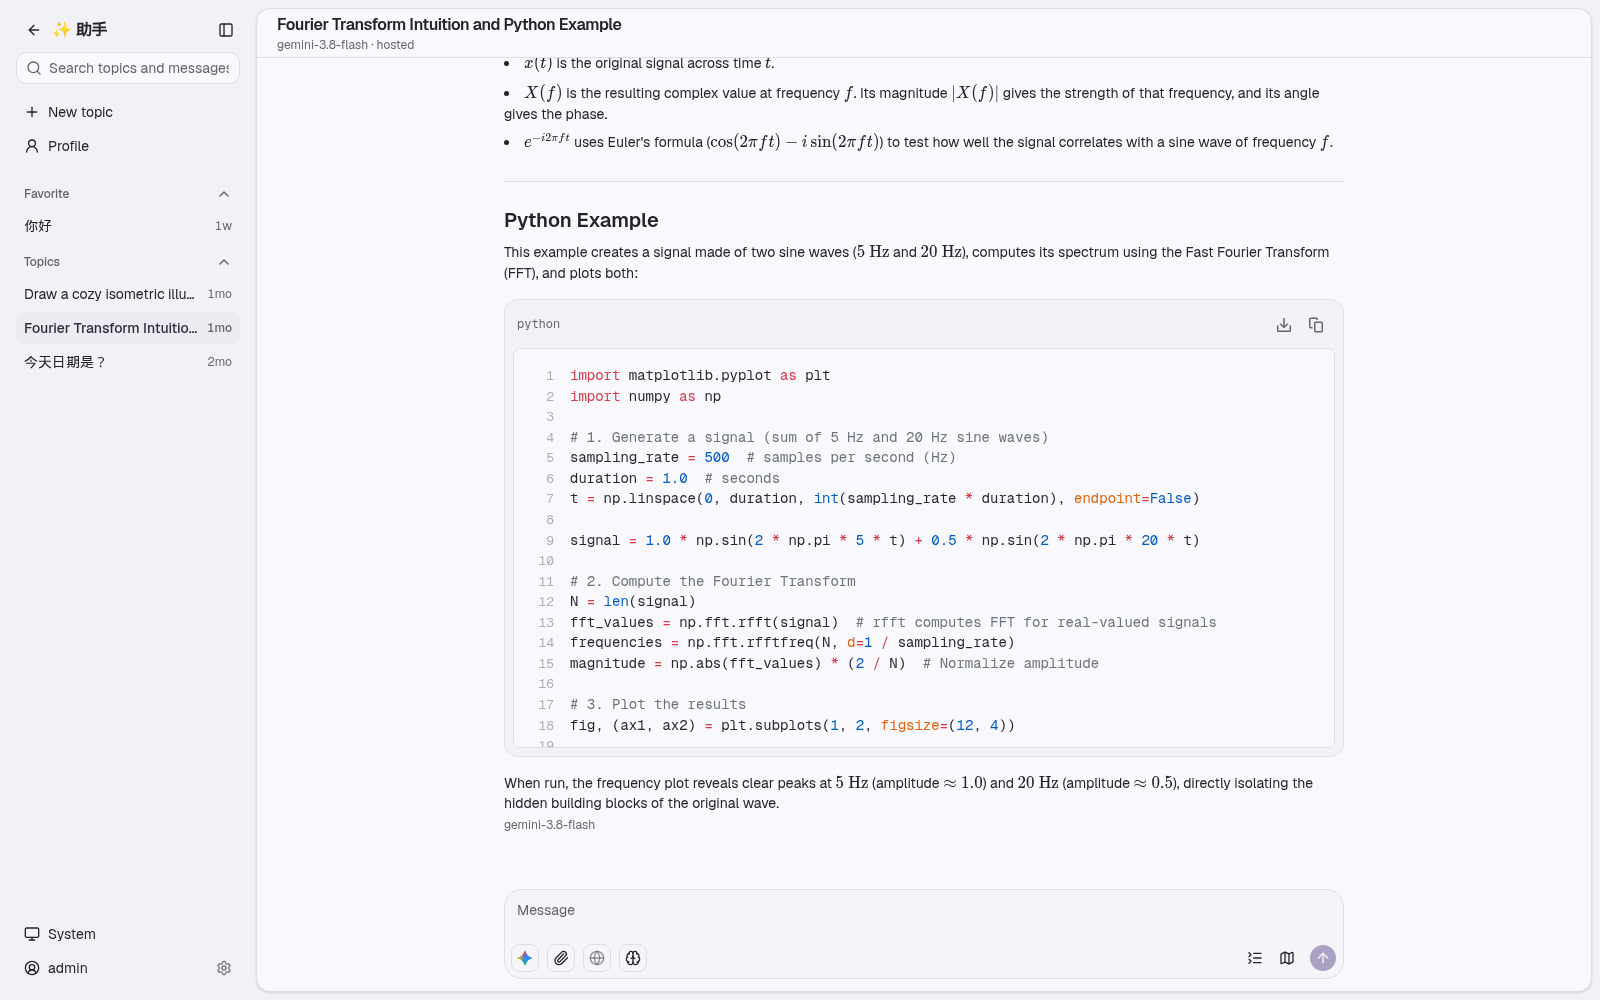 ✨ 助手
Search topics and messages
New topic
Profile
Favorite
你好 1w
Topics
Draw a cozy isometric illu... 1mo
Fourier Transform Intuitio... 1mo
今天日期是？ 2mo
System
admin
Fourier Transform Intuition and Python Example
gemini-3.8-flash · hosted
• x(t) is the original signal across time t.
• X(f) is the resulting complex value at frequency f. Its magnitude |X(f)| gives the strength of that frequency, and its angle
gives the phase.
• e^{−i2πft} uses Euler's formula (cos(2πft) − i sin(2πft)) to test how well the signal correlates with a sine wave of frequency f.
Python Example
This example creates a signal made of two sine waves (5 Hz and 20 Hz), computes its spectrum using the Fast Fourier Transform
(FFT), and plots both:
python
1 import matplotlib.pyplot as plt
2 import numpy as np
3
4 # 1. Generate a signal (sum of 5 Hz and 20 Hz sine waves)
5 sampling_rate = 500  # samples per second (Hz)
6 duration = 1.0  # seconds
7 t = np.linspace(0, duration, int(sampling_rate * duration), endpoint=False)
8
9 signal = 1.0 * np.sin(2 * np.pi * 5 * t) + 0.5 * np.sin(2 * np.pi * 20 * t)
10
11 # 2. Compute the Fourier Transform
12 N = len(signal)
13 fft_values = np.fft.rfft(signal)  # rfft computes FFT for real-valued signals
14 frequencies = np.fft.rfftfreq(N, d=1 / sampling_rate)
15 magnitude = np.abs(fft_values) * (2 / N)  # Normalize amplitude
16
17 # 3. Plot the results
18 fig, (ax1, ax2) = plt.subplots(1, 2, figsize=(12, 4))
19
When run, the frequency plot reveals clear peaks at 5 Hz (amplitude ≈ 1.0) and 20 Hz (amplitude ≈ 0.5), directly isolating the
hidden building blocks of the original wave.
gemini-3.8-flash
Message